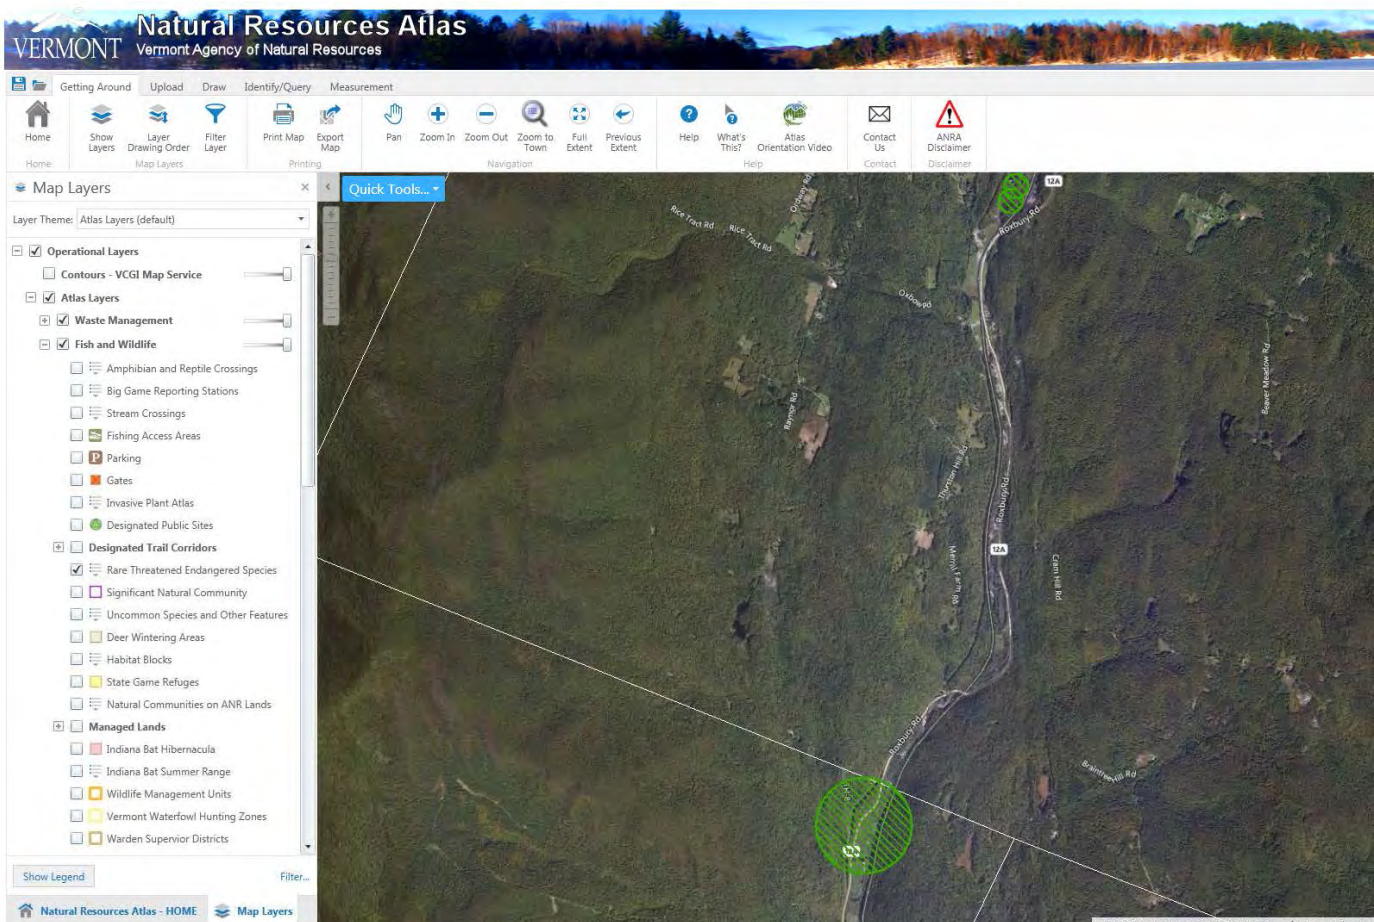 VERMONT
Natural Resources Atlas
Vermont Agency of Natural Resources
Getting Around Upload Draw Identify/Query Measurement
Home
Show Layers
Layer Drawing Order
Filter Layer
Print Map
Export Map
Pan
Zoom In
Zoom Out
Zoom to Town
Full Extent
Previous Extent
Help
What's This?
Atlas Orientation Video
Contact Us
ANRA Disclaimer
Home Map Layers Printing Navigation Help Contact Disclaimer
Map Layers
Quick Tools...
Layer Theme: Atlas Layers (default)
Operational Layers
Contours - VCGI Map Service
Atlas Layers
Waste Management
Fish and Wildlife
Amphibian and Reptile Crossings
Big Game Reporting Stations
Stream Crossings
Fishing Access Areas
P Parking
Gates
Invasive Plant Atlas
Designated Public Sites
Designated Trail Corridors
Rare Threatened Endangered Species
Significant Natural Community
Uncommon Species and Other Features
Deer Wintering Areas
Habitat Blocks
State Game Refuges
Natural Communities on ANR Lands
Managed Lands
Indiana Bat Hibernacula
Indiana Bat Summer Range
Wildlife Management Units
Vermont Waterfowl Hunting Zones
Warden Supervior Districts
Show Legend Filter...
Natural Resources Atlas - HOME Map Layers
12A
Ordway Rd
Rice Tract Rd
Rice Tract Rd
Roxbury Rd
Oxbow Rd
Beaver Meadow Rd
Raynor Rd
Thurston Hill Rd
Roxbury Rd
12A
Merrill Farm Rd
Cram Hill Rd
Roxbury Rd
Braintree Hill Rd